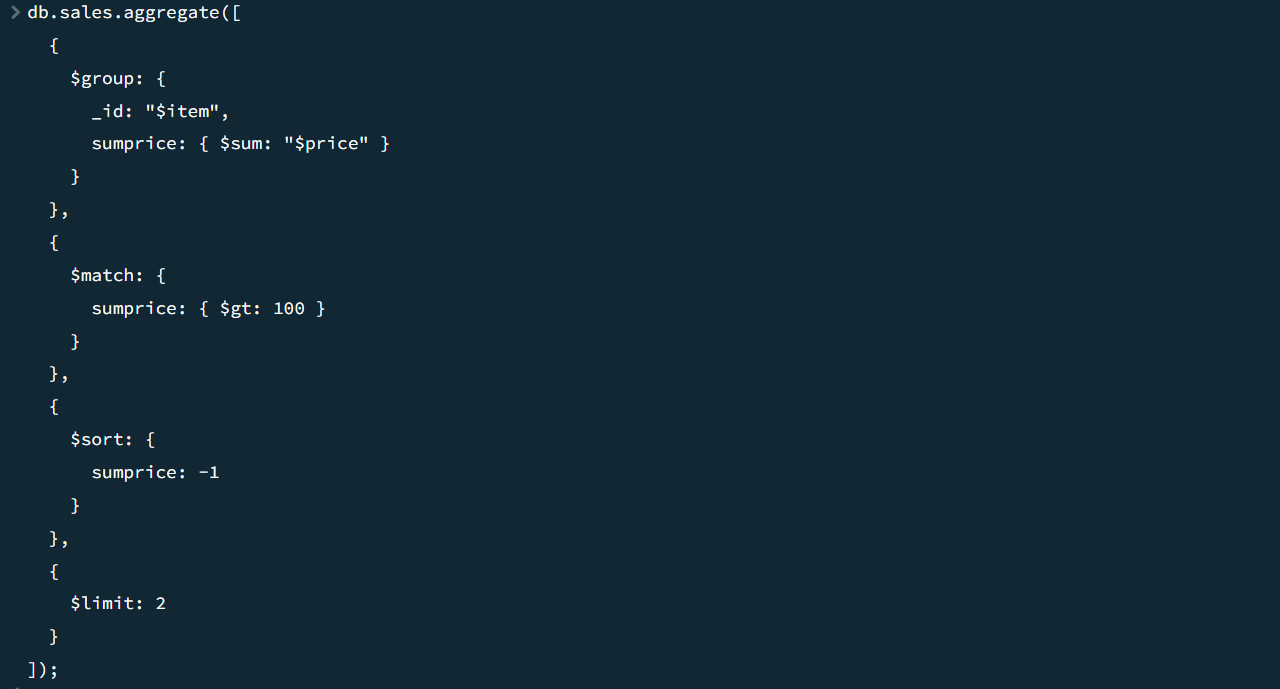 > db.sales.aggregate([
{
$group: {
_id: "$item",
sumprice: { $sum: "$price" }
}
},
{
$match: {
sumprice: { $gt: 100 }
}
},
{
$sort: {
sumprice: -1
}
},
{
$limit: 2
}
]);